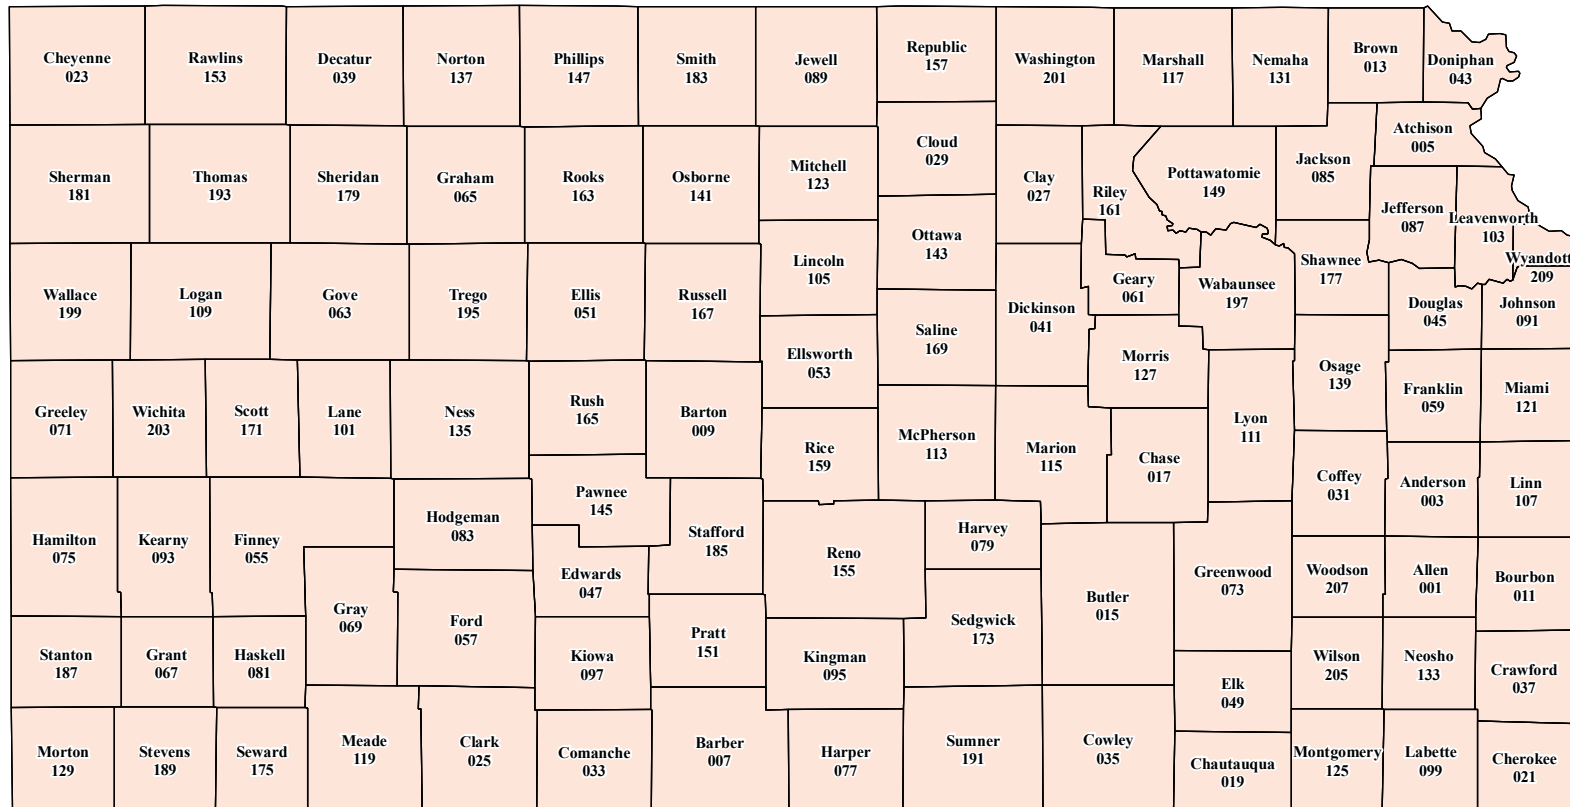 Cheyenne
023
Rawlins
153
Decatur
039
Norton
137
Phillips
147
Smith
183
Jewell
089
Republic
157
Washington
201
Marshall
117
Nemaha
131
Brown
013
Doniphan
043
Sherman
181
Thomas
193
Sheridan
179
Graham
065
Rooks
163
Osborne
141
Mitchell
123
Cloud
029
Clay
027
Riley
161
Pottawatomie
149
Jackson
085
Atchison
005
Jefferson
087
Leavenworth
103
Wyandott
209
Wallace
199
Logan
109
Gove
063
Trego
195
Ellis
051
Russell
167
Lincoln
105
Ottawa
143
Dickinson
041
Geary
061
Wabaunsee
197
Shawnee
177
Douglas
045
Johnson
091
Ellsworth
053
Saline
169
Morris
127
Osage
139
Franklin
059
Miami
121
Greeley
071
Wichita
203
Scott
171
Lane
101
Ness
135
Rush
165
Barton
009
Rice
159
McPherson
113
Marion
115
Chase
017
Lyon
111
Coffey
031
Anderson
003
Linn
107
Hamilton
075
Kearny
093
Finney
055
Hodgeman
083
Pawnee
145
Stafford
185
Reno
155
Harvey
079
Edwards
047
Gray
069
Ford
057
Sedgwick
173
Butler
015
Greenwood
073
Woodson
207
Allen
001
Bourbon
011
Stanton
187
Grant
067
Haskell
081
Kiowa
097
Pratt
151
Kingman
095
Elk
049
Wilson
205
Neosho
133
Crawford
037
Morton
129
Stevens
189
Seward
175
Meade
119
Clark
025
Comanche
033
Barber
007
Harper
077
Sumner
191
Cowley
035
Chautauqua
019
Montgomery
125
Labette
099
Cherokee
021